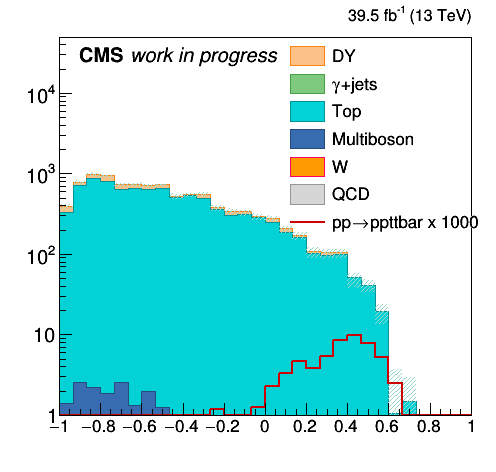 39.5 fb-1 (13 TeV)
CMS work in progress
DY
γ+jets
Top
Multiboson
W
QCD
pp→ppttbar x 1000
10⁴
10³
10²
10
1
−1 −0.8 −0.6 −0.4 −0.2 0 0.2 0.4 0.6 0.8 1